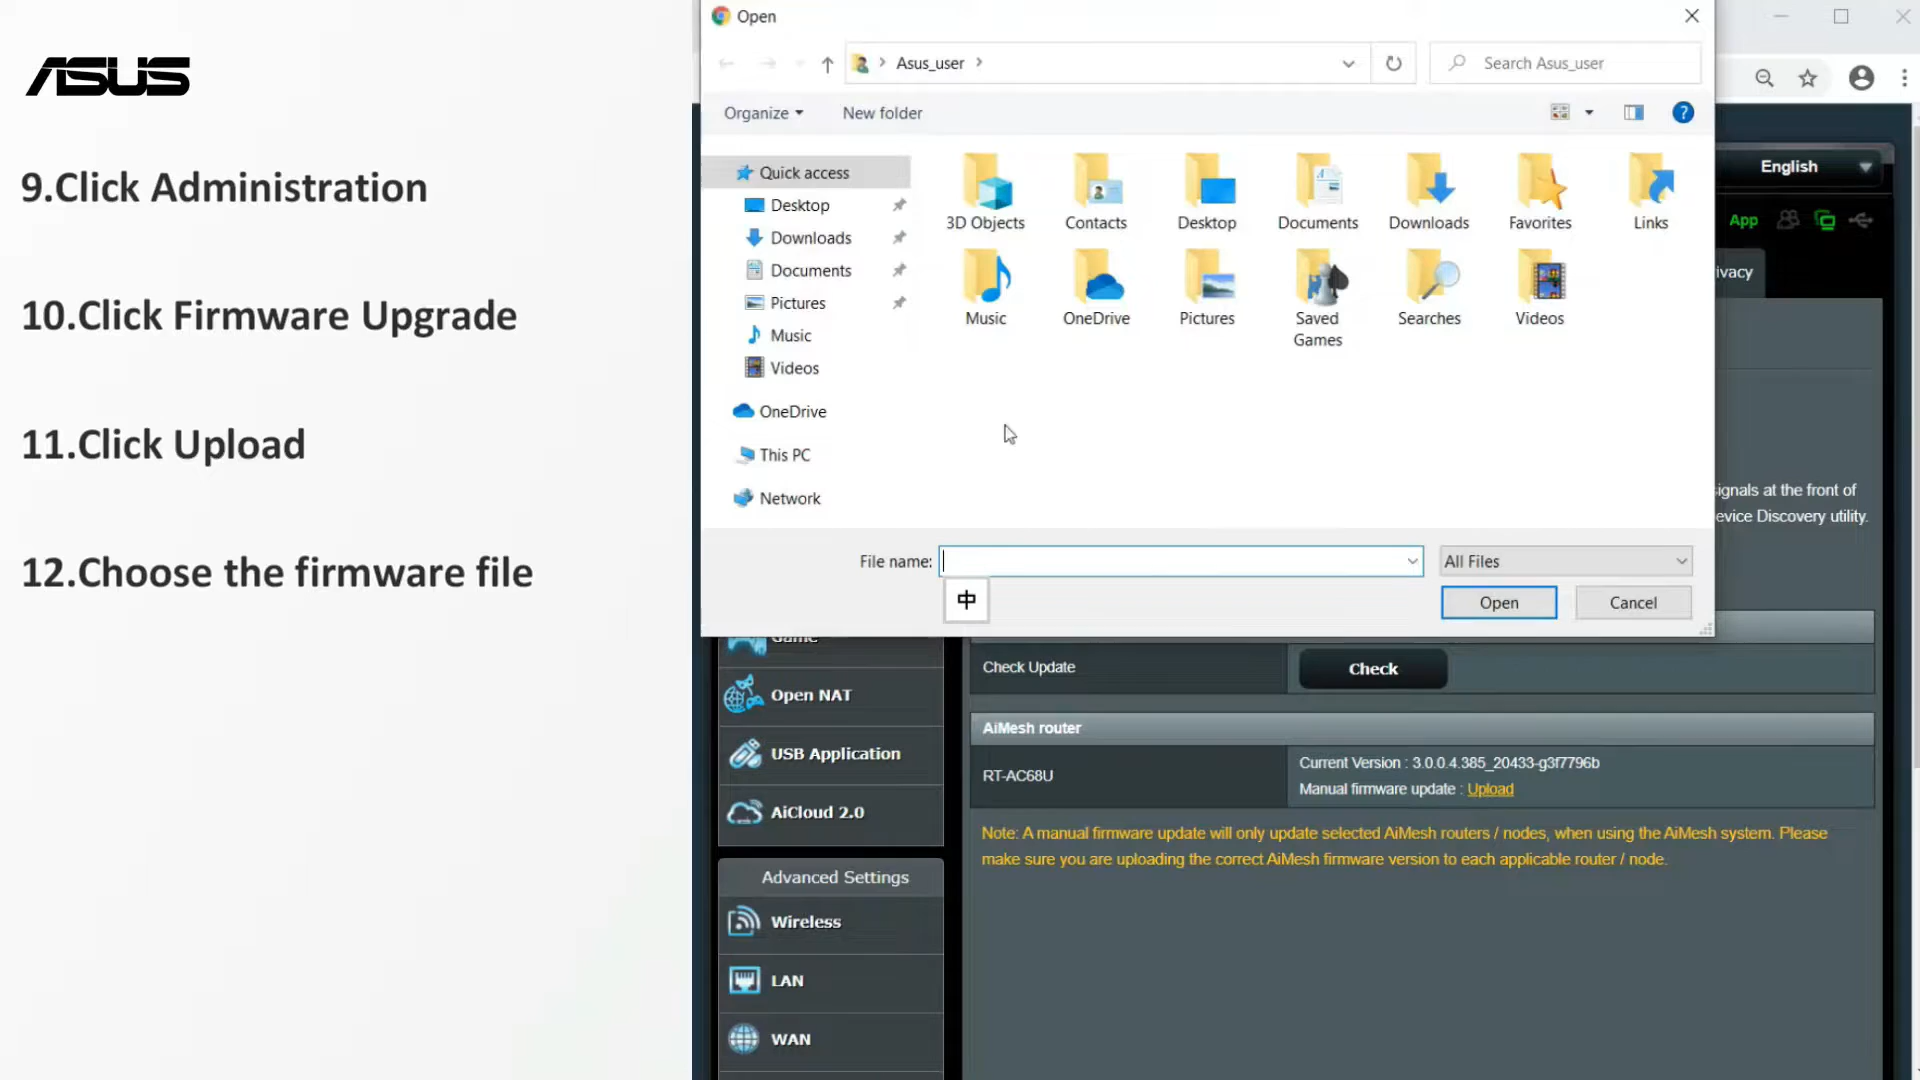 ASUS
9.Click Administration
10.Click Firmware Upgrade
11.Click Upload
12.Choose the firmware file
Open
Asus_user
Search Asus_user
Organize
New folder
Quick access
Desktop
Downloads
Documents
Pictures
Music
Videos
OneDrive
This PC
Network
3D Objects
Contacts
Desktop
Documents
Downloads
Favorites
Links
Music
OneDrive
Pictures
Saved
Games
Searches
Videos
File name:
All Files
中
Open
Cancel
English
App
ivacy
ignals at the front of
evice Discovery utility.
Game
Open NAT
USB Application
AiCloud 2.0
Advanced Settings
Wireless
LAN
WAN
Check Update
Check
AiMesh router
RT-AC68U
Current Version : 3.0.0.4.385_20433-g3f7796b
Manual firmware update : Upload
Note: A manual firmware update will only update selected AiMesh routers / nodes, when using the AiMesh system. Please
make sure you are uploading the correct AiMesh firmware version to each applicable router / node.